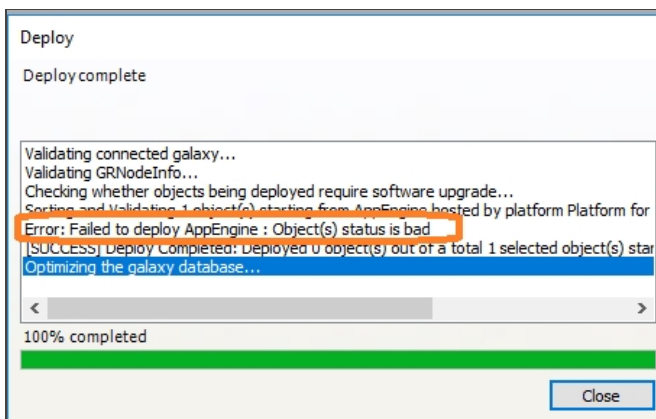 Deploy
Deploy complete
Validating connected galaxy...
Validating GRNodeInfo...
Checking whether objects being deployed require software upgrade...
Sorting and Validating 1 object(s) starting from AppEngine hosted by platform Platform for
Error: Failed to deploy AppEngine : Object(s) status is bad
[SUCCESS] Deploy Completed: Deployed 0 object(s) out of a total 1 selected object(s) star
Optimizing the galaxy database...
100% completed
Close